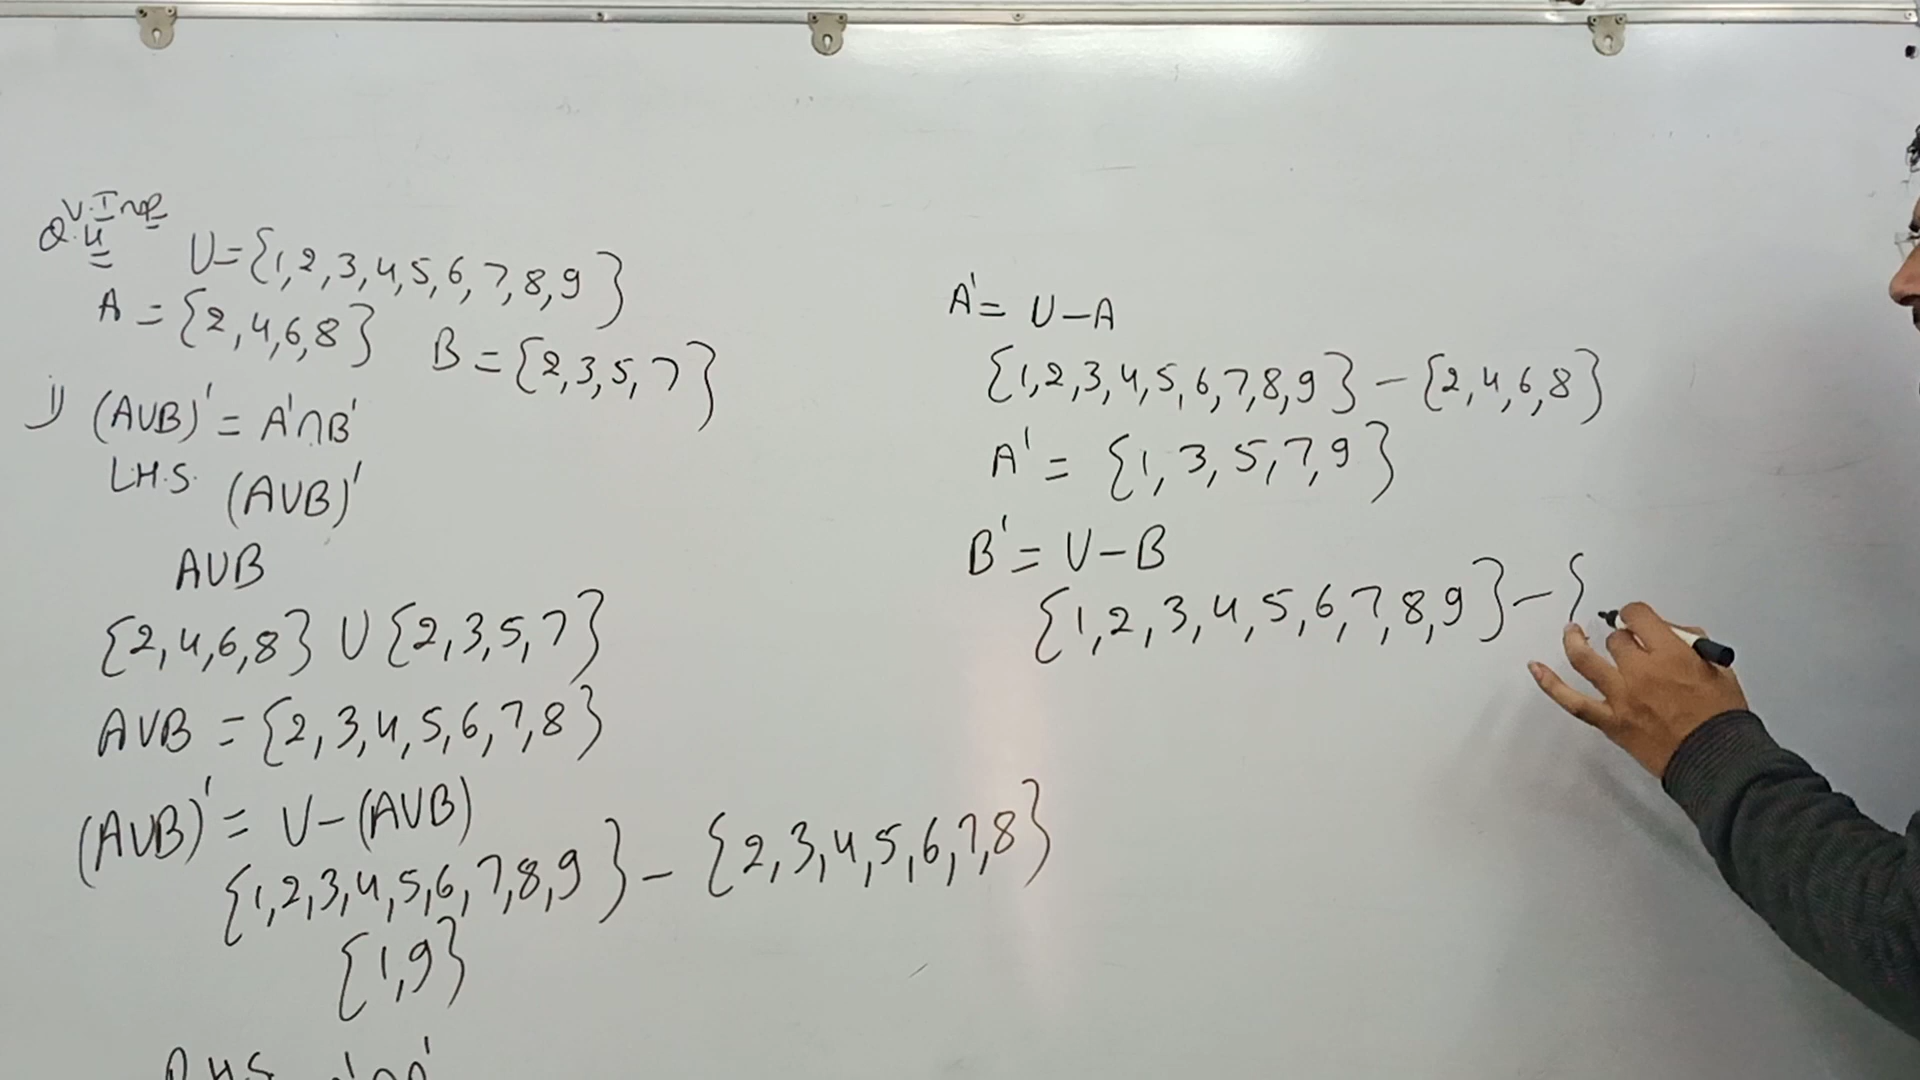 V.Imp
Q.4
U={1,2,3,4,5,6,7,8,9}
A={2,4,6,8} B={2,3,5,7}
i) (A∪B)'=A'∩B'
L.H.S. (A∪B)'
A∪B
{2,4,6,8} ∪ {2,3,5,7}
A∪B = {2,3,4,5,6,7,8}
(A∪B)' = U-(A∪B)
{1,2,3,4,5,6,7,8,9} - {2,3,4,5,6,7,8}
{1,9}
R.H.S A'∩B'
A'= U-A
{1,2,3,4,5,6,7,8,9} - {2,4,6,8}
A' = {1,3,5,7,9}
B' = U-B
{1,2,3,4,5,6,7,8,9} - {